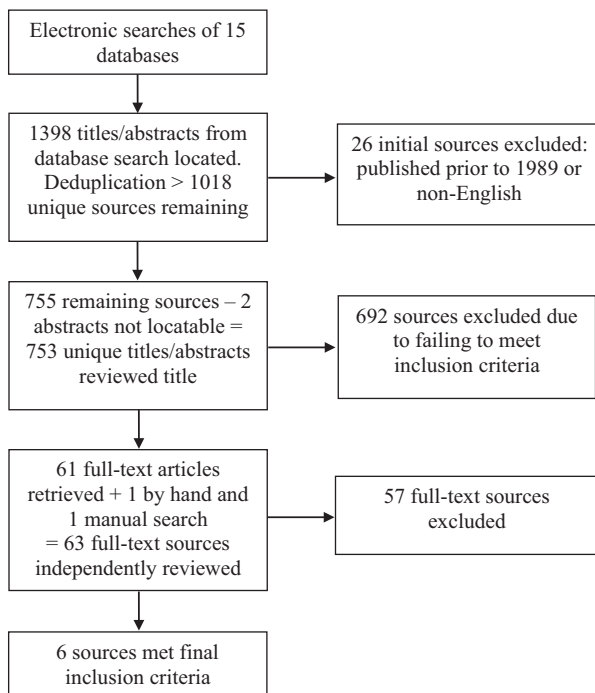 Electronic searches of 15
databases
1398 titles/abstracts from
database search located.
Deduplication > 1018
unique sources remaining
26 initial sources excluded:
published prior to 1989 or
non-English
755 remaining sources – 2
abstracts not locatable =
753 unique titles/abstracts
reviewed title
692 sources excluded due
to failing to meet
inclusion criteria
61 full-text articles
retrieved + 1 by hand and
1 manual search
= 63 full-text sources
independently reviewed
57 full-text sources
excluded
6 sources met final
inclusion criteria